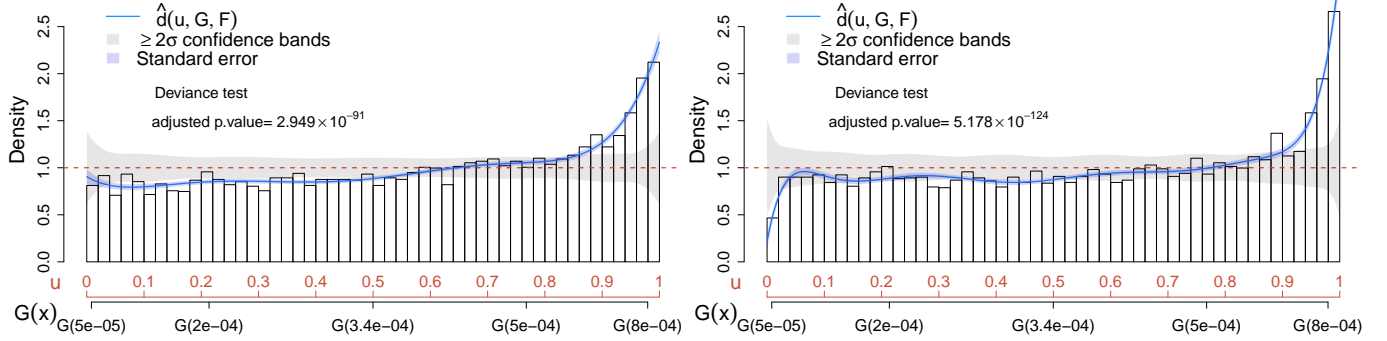 d̂(u, G, F)
≥ 2σ confidence bands
Standard error
Deviance test
adjusted p.value= 2.949×10⁻⁹¹
Density
0.0 0.5 1.0 1.5 2.0 2.5
u 0 0.1 0.2 0.3 0.4 0.5 0.6 0.7 0.8 0.9 1
G(x) G(5e−05) G(2e−04) G(3.4e−04) G(5e−04) G(8e−04)
d̂(u, G, F)
≥ 2σ confidence bands
Standard error
Deviance test
adjusted p.value= 5.178×10⁻¹²⁴
Density
0.0 0.5 1.0 1.5 2.0 2.5
u 0 0.1 0.2 0.3 0.4 0.5 0.6 0.7 0.8 0.9 1
G(x) G(5e−05) G(2e−04) G(3.4e−04) G(5e−04) G(8e−04)